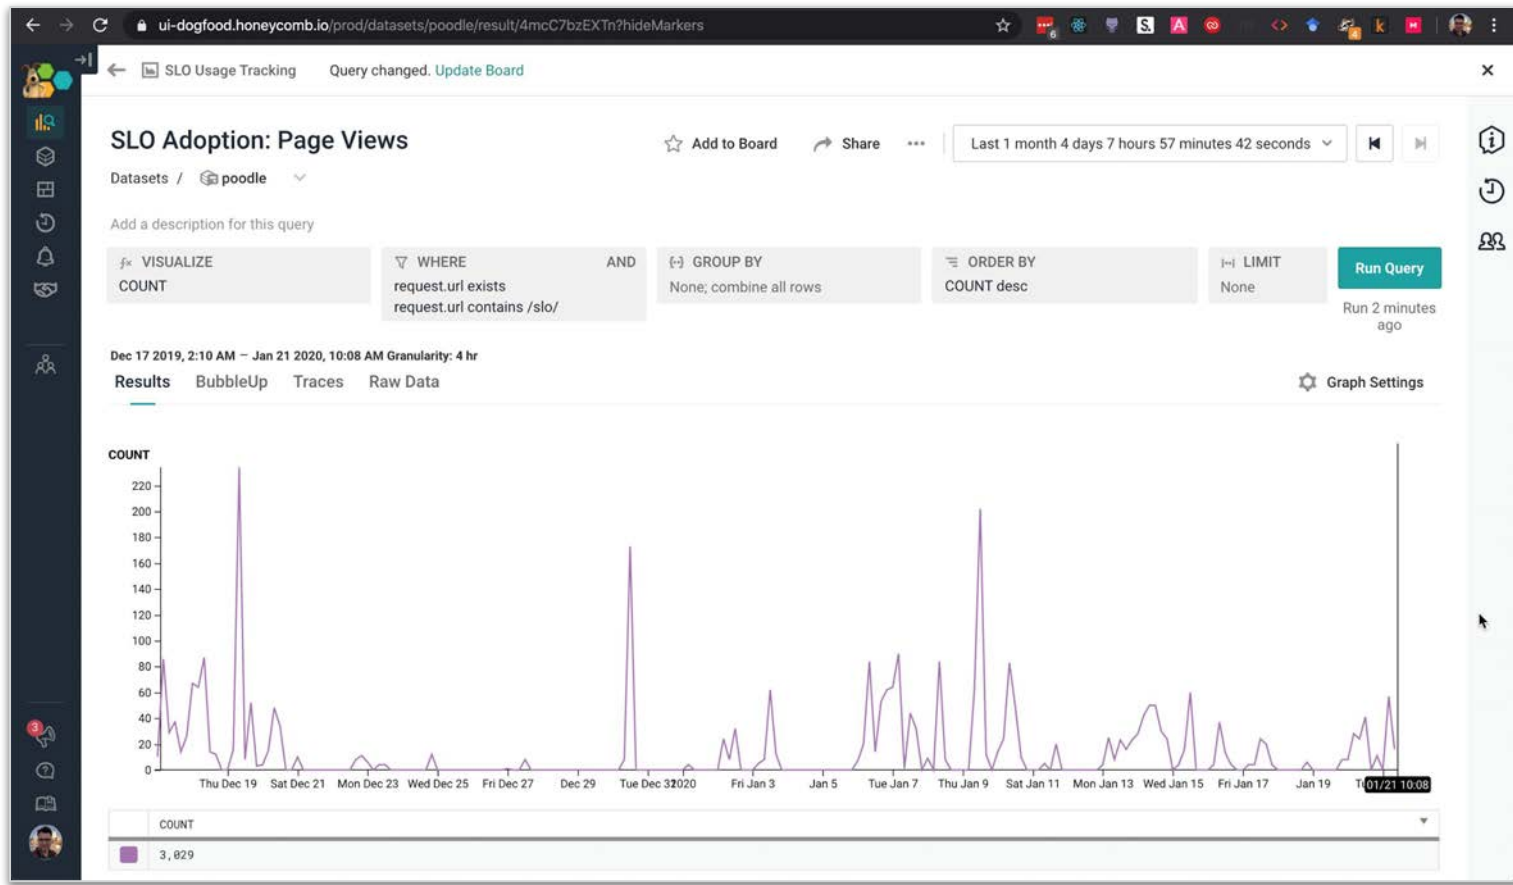 ui-dogfood.honeycomb.io/prod/datasets/poodle/result/4mcC7bzEXTn?hideMarkers
S.
A
6
4
k
SLO Usage Tracking Query changed. Update Board
SLO Adoption: Page Views
Add to Board Share Last 1 month 4 days 7 hours 57 minutes 42 seconds
Datasets / poodle
Add a description for this query
VISUALIZE
COUNT
WHERE AND
request.url exists
request.url contains /slo/
GROUP BY
None; combine all rows
ORDER BY
COUNT desc
LIMIT
None
Run Query
Run 2 minutes
ago
Dec 17 2019, 2:10 AM – Jan 21 2020, 10:08 AM Granularity: 4 hr
Results BubbleUp Traces Raw Data
Graph Settings
COUNT
220
200
180
160
140
120
100
80
60
40
20
0
Thu Dec 19 Sat Dec 21 Mon Dec 23 Wed Dec 25 Fri Dec 27 Dec 29 Tue Dec 31 2020 Fri Jan 3 Jan 5 Tue Jan 7 Thu Jan 9 Sat Jan 11 Mon Jan 13 Wed Jan 15 Fri Jan 17 Jan 19 01/21 10:08
COUNT
3,029
3